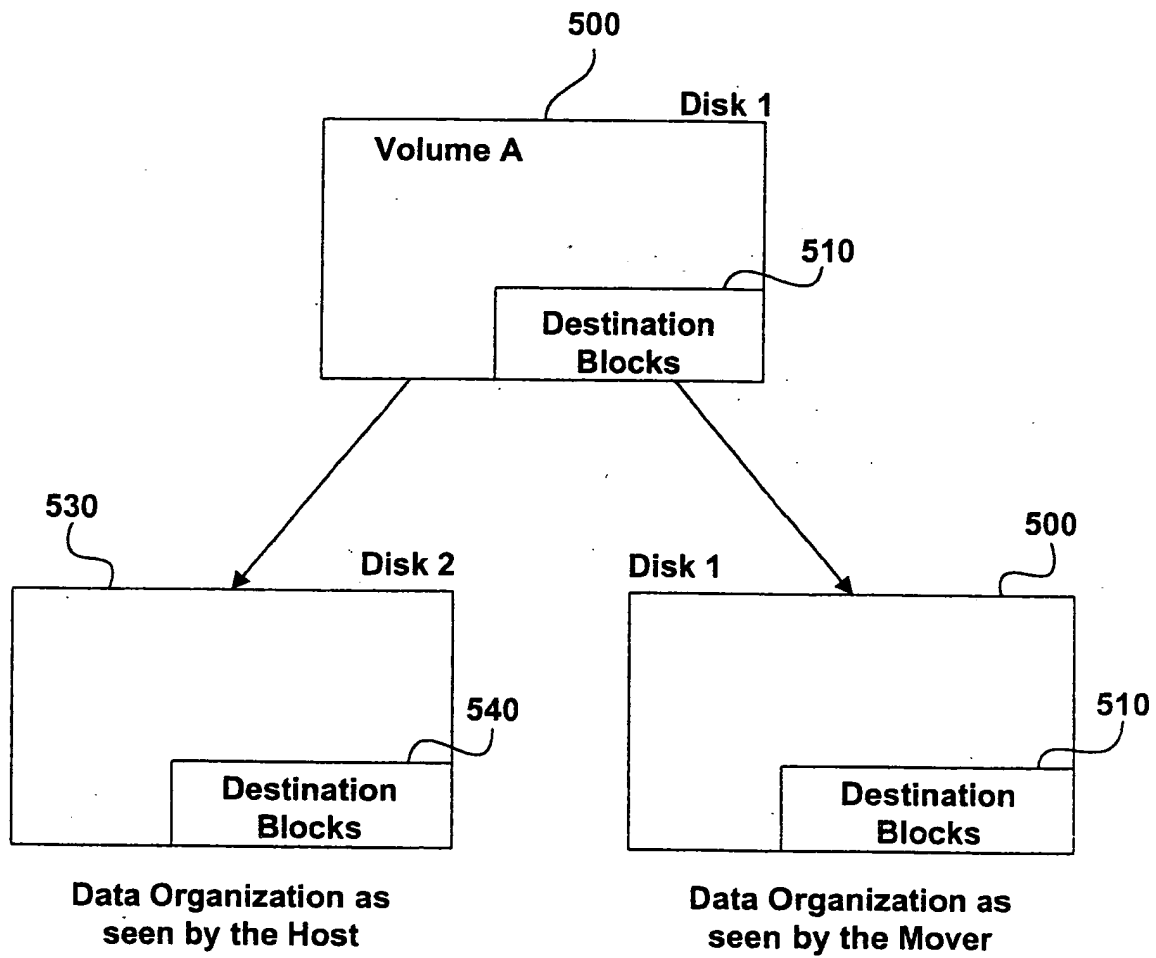 500
Disk 1
Volume A
510
Destination
Blocks
530
Disk 2
540
Destination
Blocks
Data Organization as
seen by the Host
500
Disk 1
510
Destination
Blocks
Data Organization as
seen by the Mover